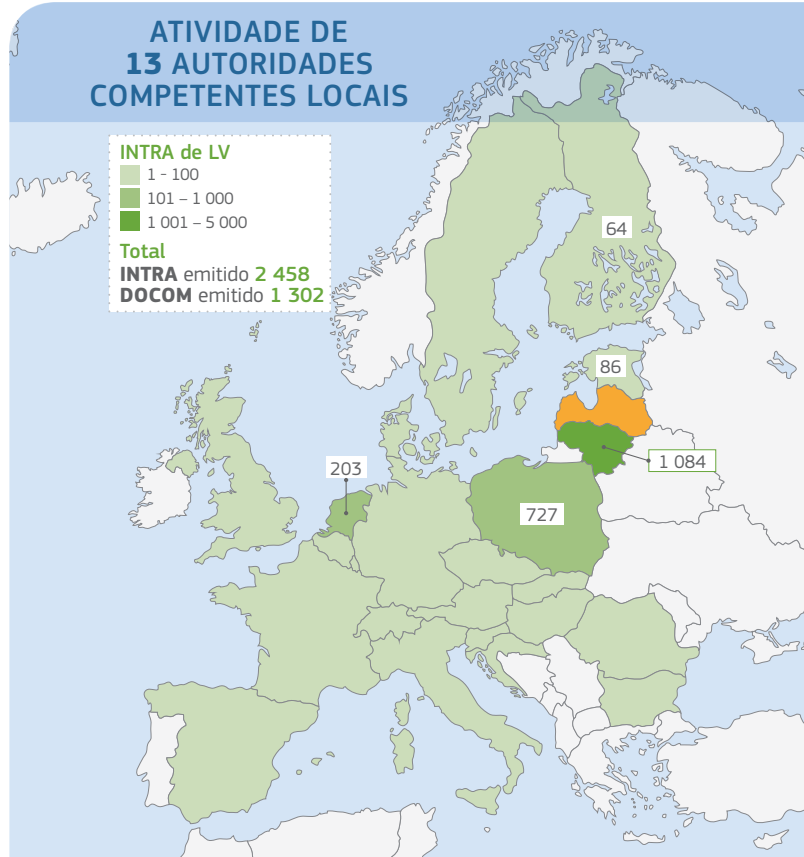 ATIVIDADE DE
13 AUTORIDADES
COMPETENTES LOCAIS
INTRA de LV
1 - 100
101 – 1 000
1 001 – 5 000
Total
INTRA emitido 2 458
DOCOM emitido 1 302
64
86
1 084
203
727